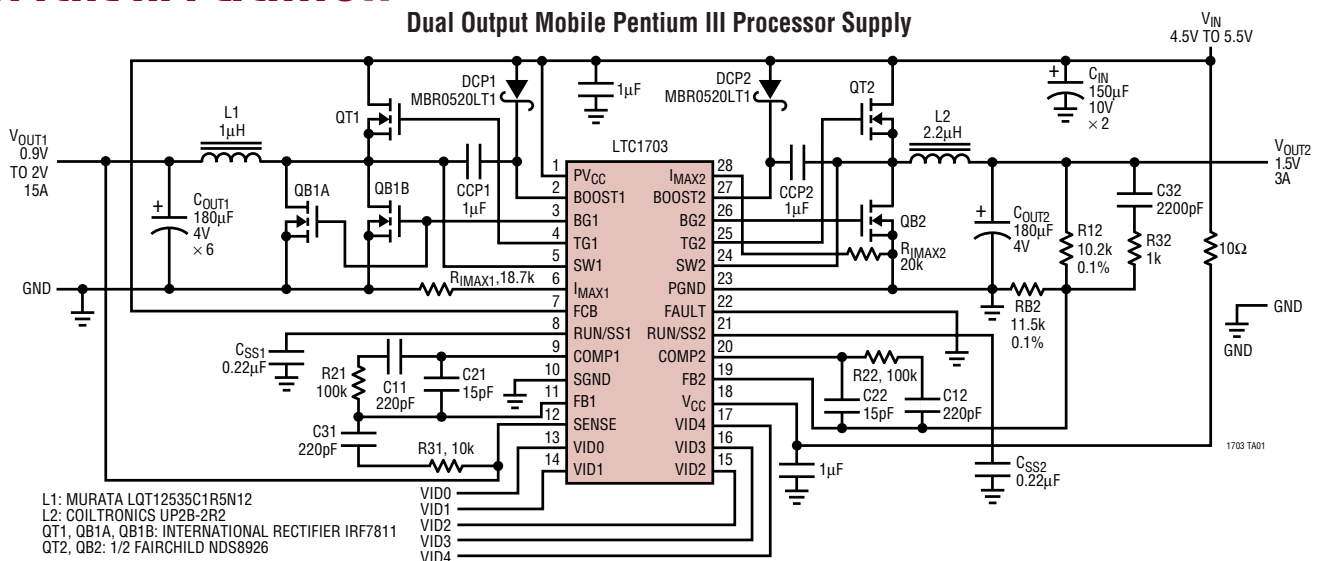 Dual Output Mobile Pentium III Processor Supply
VIN
4.5V TO 5.5V
DCP1
MBR0520LT1
1µF
DCP2
MBR0520LT1
QT2
+
CIN
150µF
10V
× 2
QT1
L1
1µH
L2
2.2µH
VOUT1
0.9V
TO 2V
15A
LTC1703
VOUT2
1.5V
3A
+
COUT1
180µF
4V
× 6
QB1A
QB1B
CCP1
1µF
CCP2
1µF
QB2
RIMAX2
20k
+
COUT2
180µF
4V
R12
10.2k
0.1%
C32
2200pF
R32
1k
10Ω
1 PVCC
2 BOOST1
3 BG1
4 TG1
5 SW1
6 IMAX1
7 FCB
8 RUN/SS1
9 COMP1
10 SGND
11 FB1
12 SENSE
13 VID0
14 VID1
28 IMAX2
27 BOOST2
26 BG2
25 TG2
24 SW2
23 PGND
22 FAULT
21 RUN/SS2
20 COMP2
19 FB2
18 VCC
17 VID4
16 VID3
15 VID2
GND
RIMAX1, 18.7k
RB2
11.5k
0.1%
GND
GND
CSS1
0.22µF
R21
100k
C11
220pF
C21
15pF
R22, 100k
C22
15pF
C12
220pF
C31
220pF
R31, 10k
1µF
CSS2
0.22µF
1703 TA01
VID0
VID1
VID2
VID3
VID4
L1: MURATA LQT12535C1R5N12
L2: COILTRONICS UP2B-2R2
QT1, QB1A, QB1B: INTERNATIONAL RECTIFIER IRF7811
QT2, QB2: 1/2 FAIRCHILD NDS8926